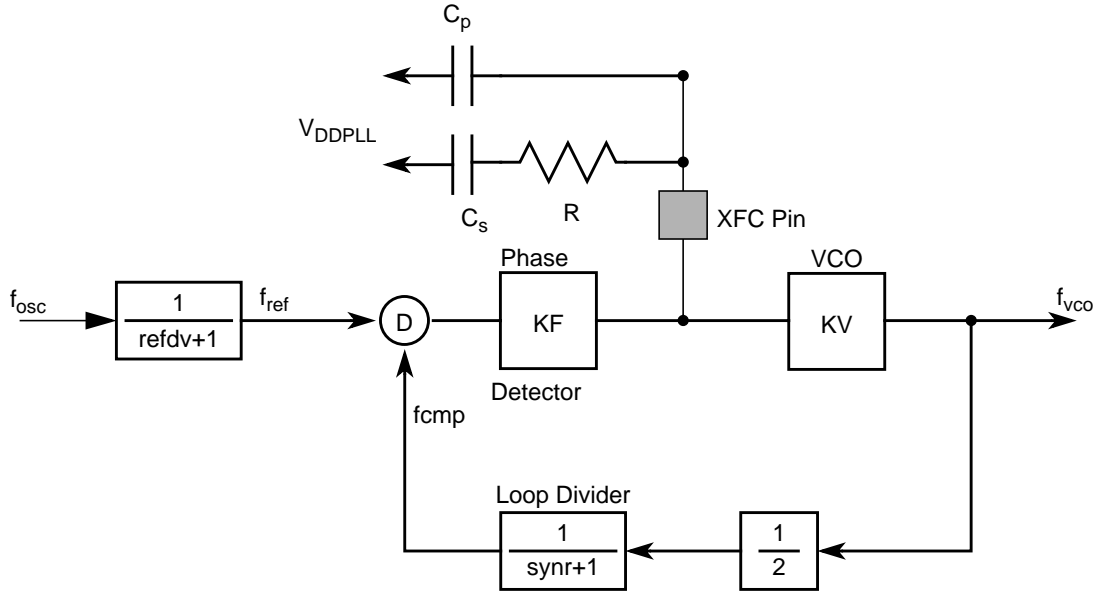 Cp
VDDPLL
Cs
R
XFC Pin
Phase
VCO
fosc
1
refdv+1
fref
D
KF
KV
fvco
Detector
fcmp
Loop Divider
1
synr+1
1
2